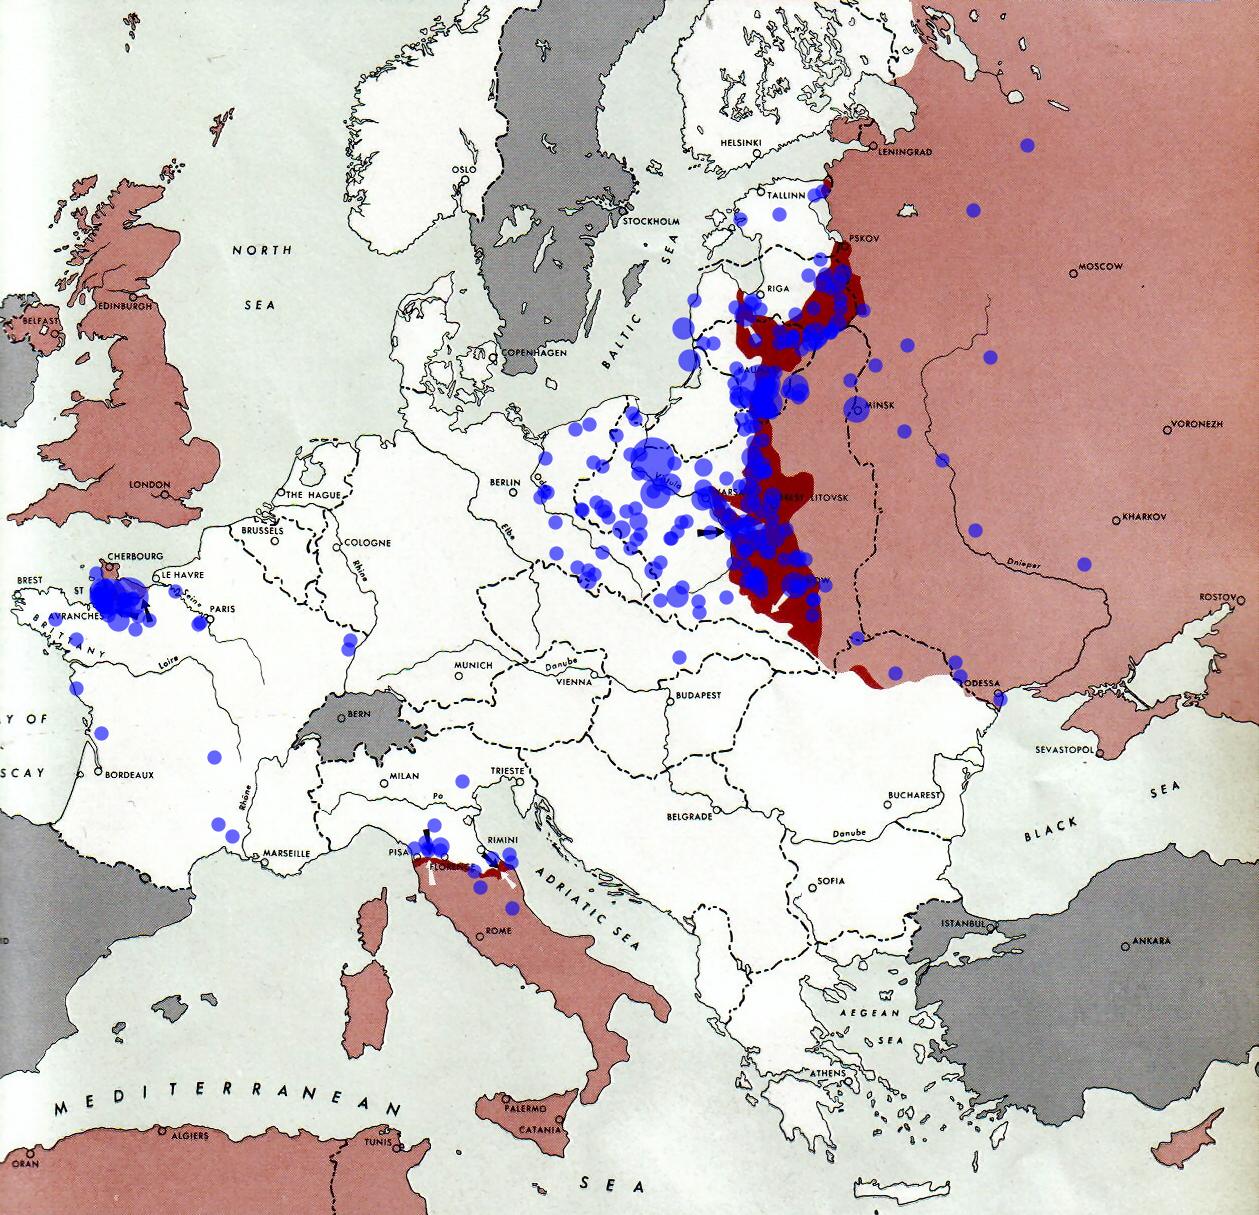 HELSINKI
LENINGRAD
OSLO
TALLINN
STOCKHOLM
PSKOV
NORTH
SEA
BALTIC SEA
MOSCOW
RIGA
EDINBURGH
BELFAST
COPENHAGEN
MINSK
VORONEZH
LONDON
THE HAGUE
BERLIN
Oder
Vistula
LITOVSK
KHARKOV
BRUSSELS
COLOGNE
Elbe
Rhine
CHERBOURG
LE HAVRE
BREST
ST
Seine
PARIS
AVRANCHES
BRITTANY
Dnieper
ROSTOV
Loire
MUNICH
Danube
VIENNA
BUDAPEST
ODESSA
BERN
Y OF
SCAY
BORDEAUX
MILAN
TRIESTE
SEVASTOPOL
Po
Rhône
BELGRADE
BUCHAREST
Danube
BLACK SEA
MARSEILLE
PISA
FLORENCE
RIMINI
ADRIATIC SEA
SOFIA
ISTANBUL
ANKARA
ROME
AEGEAN
SEA
ATHENS
MEDITERRANEAN
PALERMO
CATANIA
ALGIERS
TUNIS
ORAN
SEA